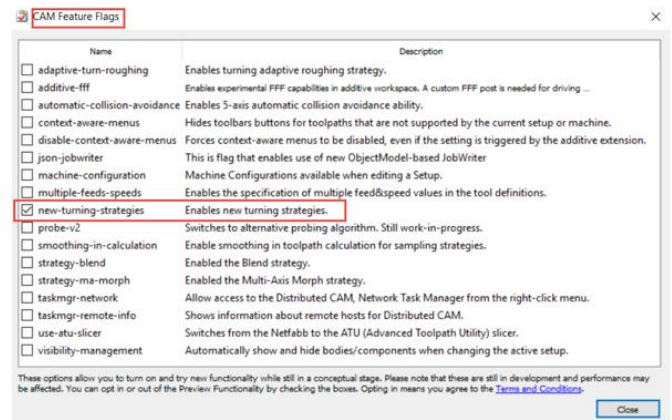 CAM Feature Flags
Name Description
adaptive-turn-roughing Enables turning adaptive roughing strategy.
additive-fff Enables experimental FFF capabilities in additive workspace. A custom FFF post is needed for driving ...
automatic-collision-avoidance Enables 5-axis automatic collision avoidance ability.
context-aware-menus Hides toolbars buttons for toolpaths that are not supported by the current setup or machine.
disable-context-aware-menus Forces context-aware menus to be disabled, even if the setting is triggered by the additive extension.
json-jobwriter This is flag that enables use of new ObjectModel-based JobWriter
machine-configuration Machine Configurations available when editing a Setup.
multiple-feeds-speeds Enables the specification of multiple feed&speed values in the tool definitions.
new-turning-strategies Enables new turning strategies.
probe-v2 Switches to alternative probing algorithm. Still work-in-progress.
smoothing-in-calculation Enable smoothing in toolpath calculation for sampling strategies.
strategy-blend Enabled the Blend strategy.
strategy-ma-morph Enabled the Multi-Axis Morph strategy.
taskmgr-network Allow access to the Distributed CAM, Network Task Manager from the right-click menu.
taskmgr-remote-info Shows information about remote hosts for Distributed CAM.
use-atu-slicer Switches from the Netfabb to the ATU (Advanced Toolpath Utility) slicer.
visibility-management Automatically show and hide bodies/components when changing the active setup.
These options allow you to turn on and try new functionality while still in a conceptual stage. Please note that these are still in development and performance may
be affected. You can opt in or out of the Preview Functionality by checking the boxes. Opting in means you agree to the Terms and Conditions.
Close